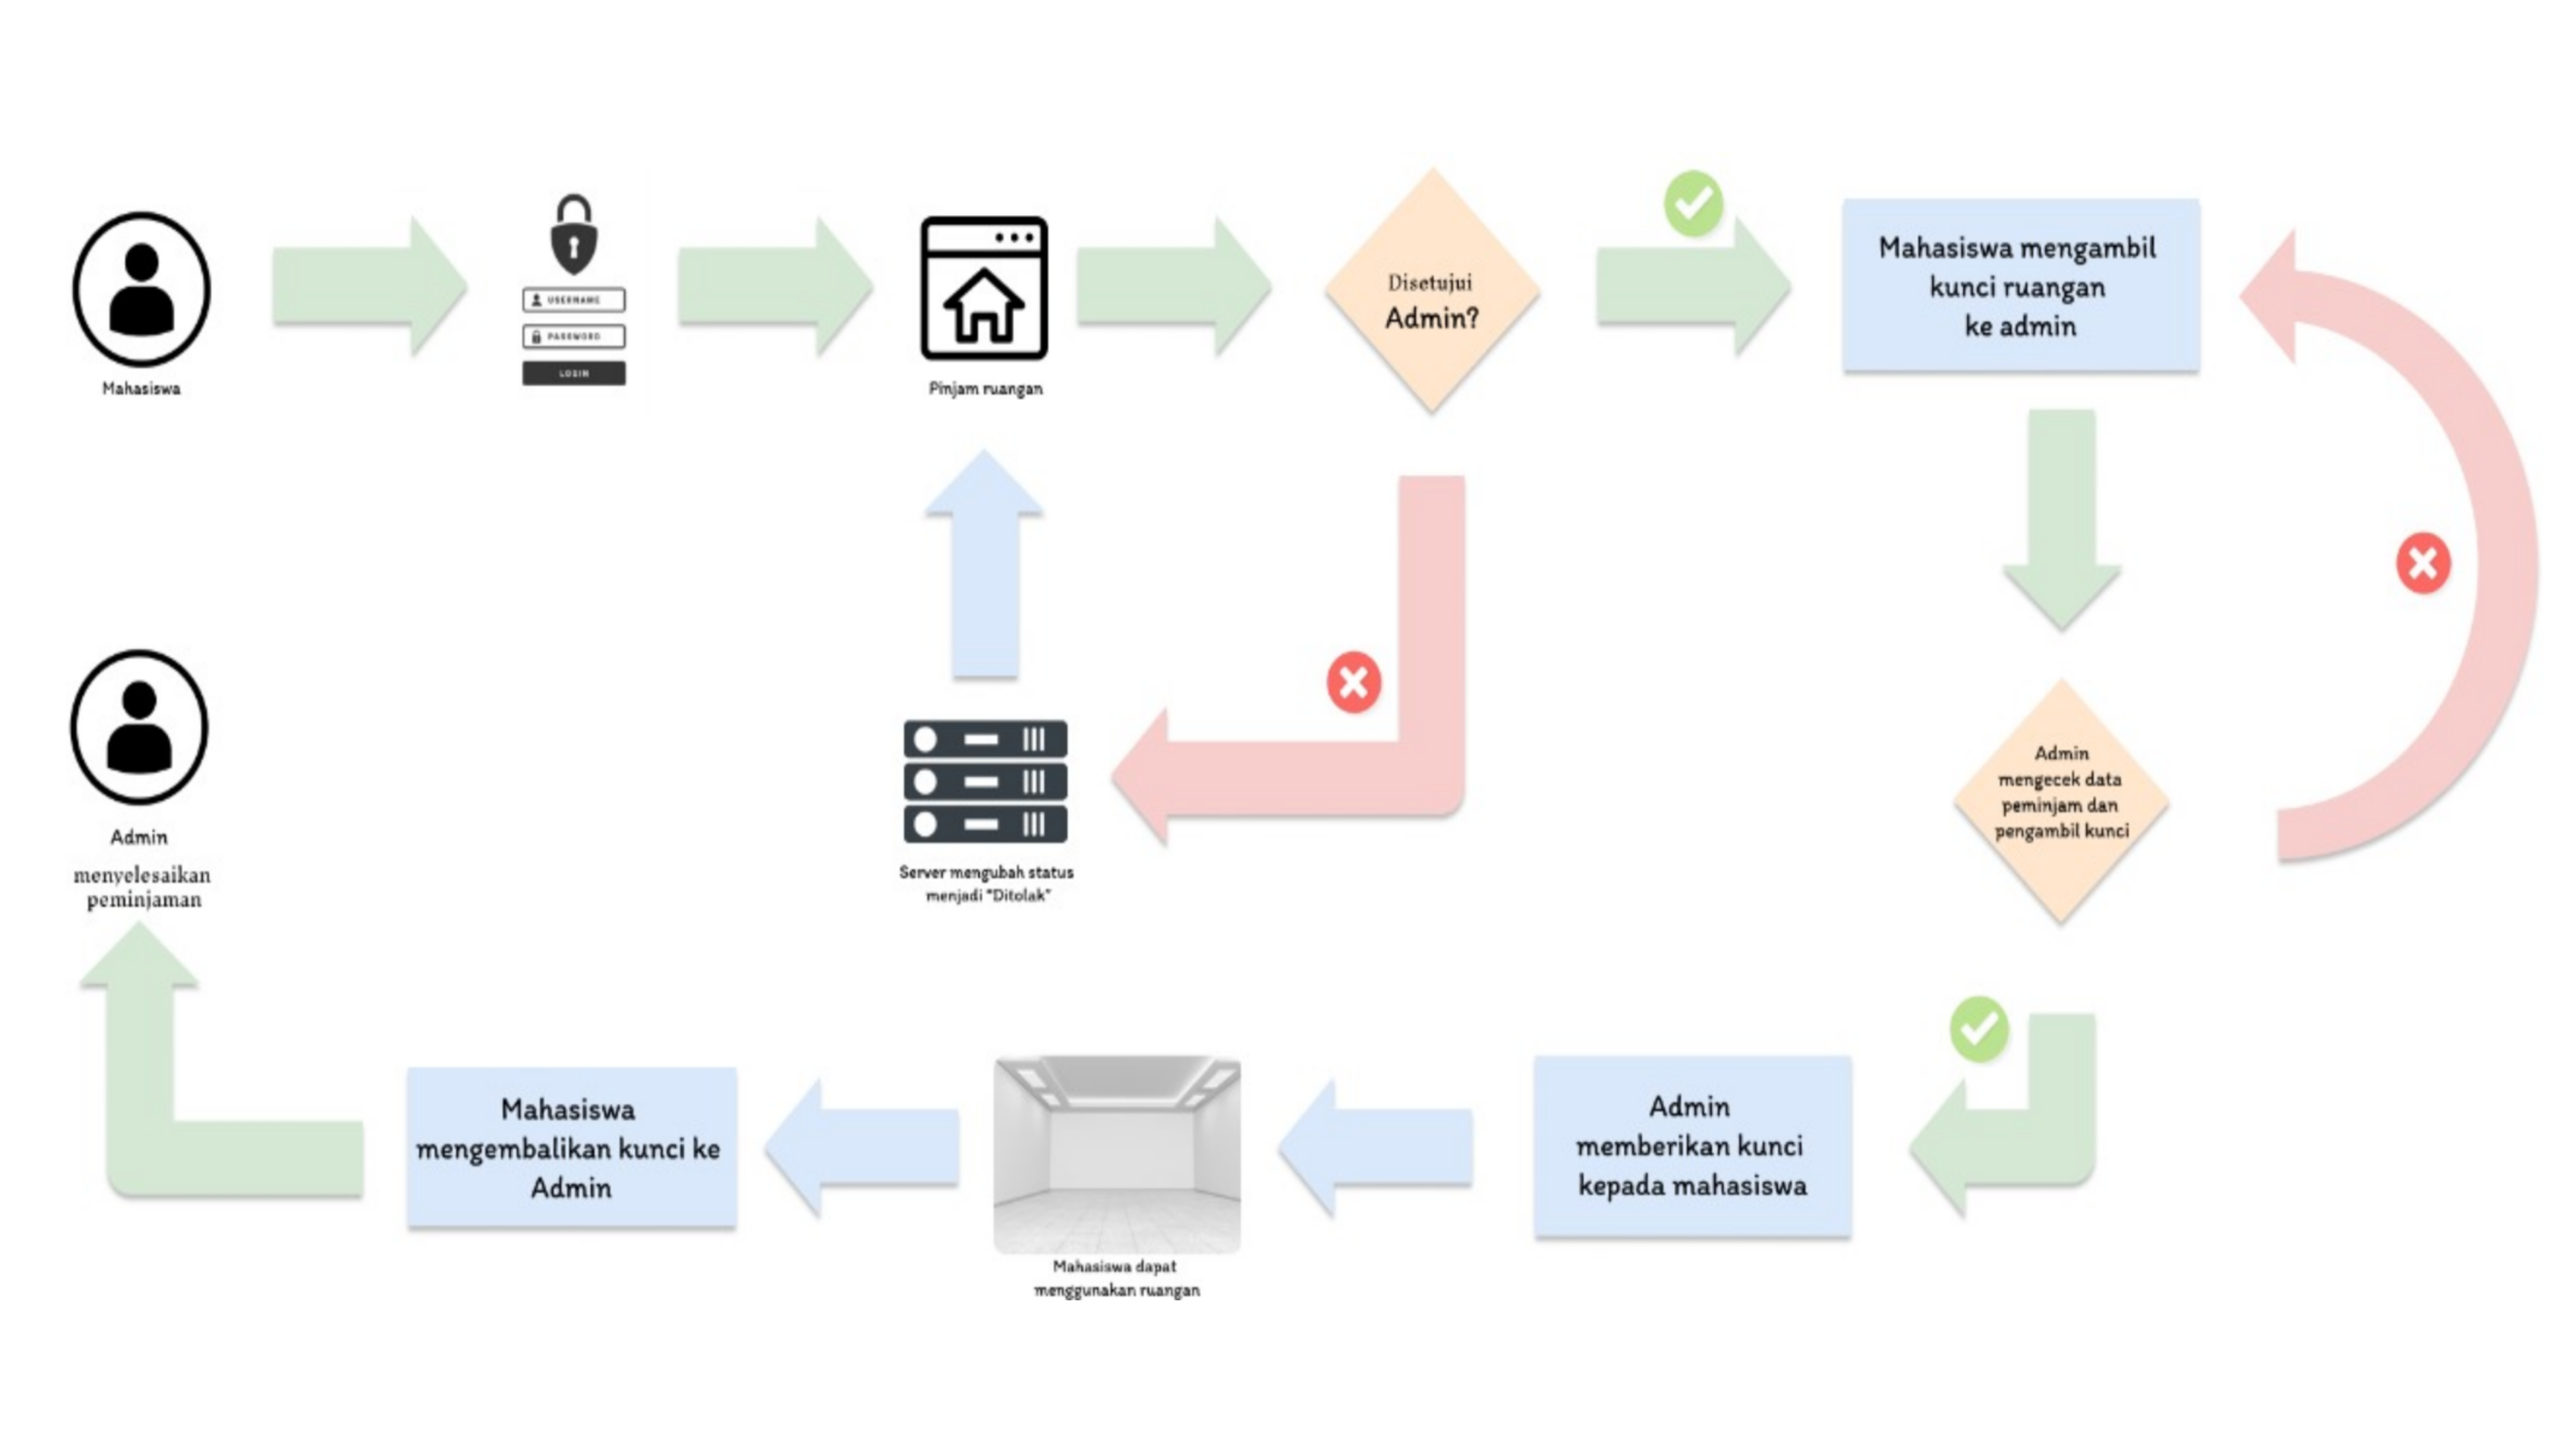 Mahasiswa
USERNAME
PASSWORD
LOGIN
Pinjam ruangan
Disetujui
Admin?
Mahasiswa mengambil
kunci ruangan
ke admin
Admin
mengecek data
peminjam dan
pengambil kunci
Server mengubah status
menjadi "Ditolak"
Admin
menyelesaikan
peminjaman
Admin
memberikan kunci
kepada mahasiswa
Mahasiswa dapat
menggunakan ruangan
Mahasiswa
mengembalikan kunci ke
Admin